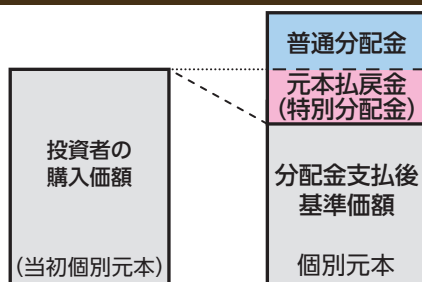 投資者の
購入価額
(当初個別元本)
普通分配金
元本払戻金
(特別分配金)
分配金支払後
基準価額
個別元本